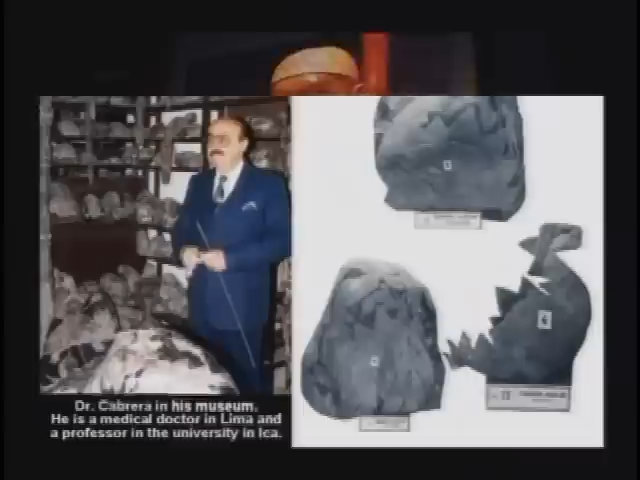 Dr. Cabrera in his museum.
He is a medical doctor in Lima and
a professor in the university in Ica.